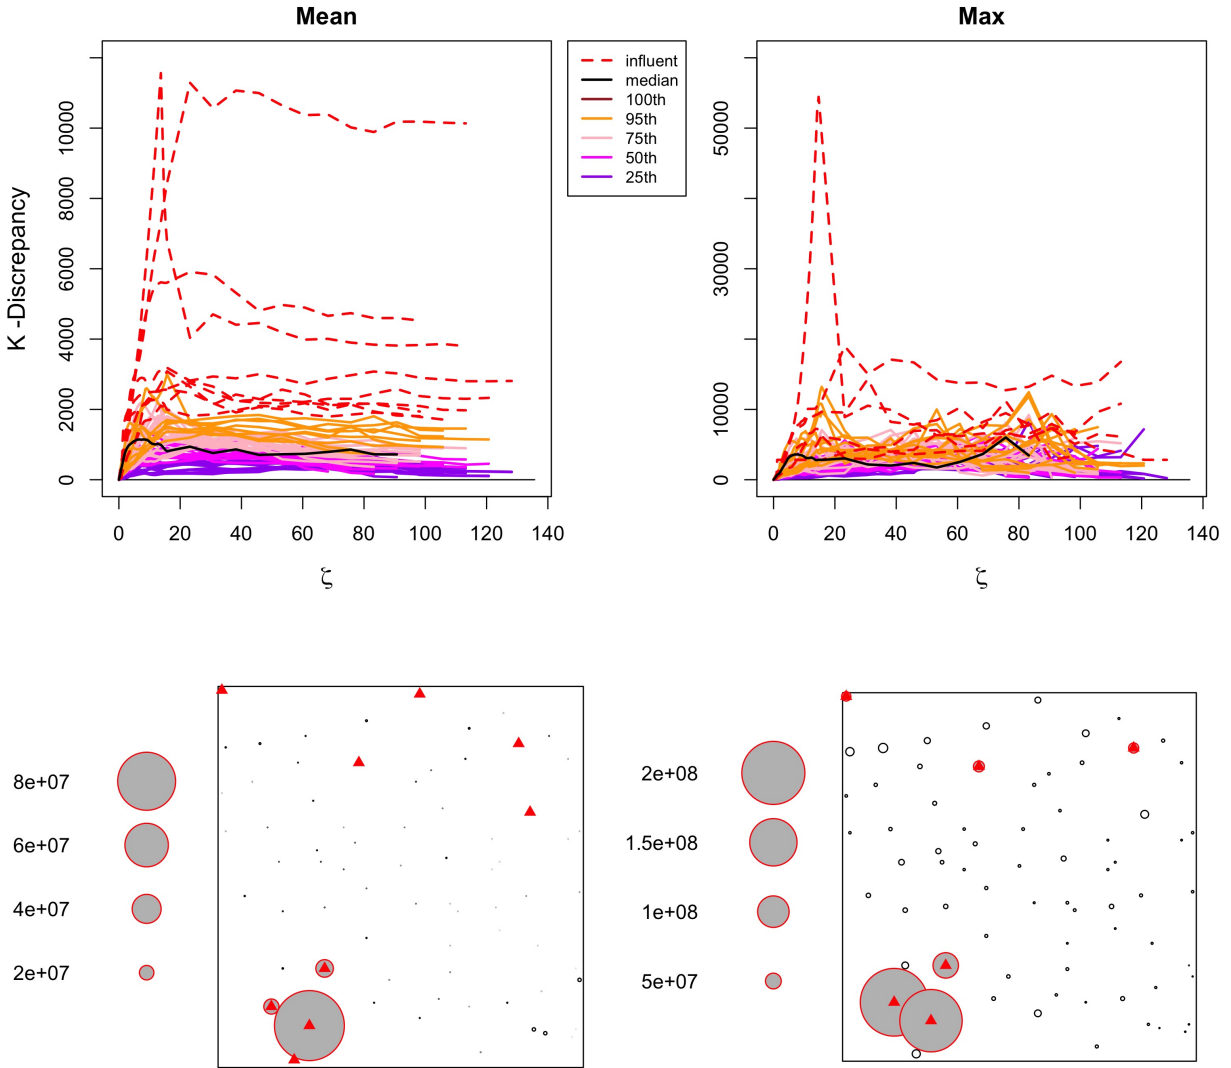 Mean
K -Discrepancy
0 2000 4000 6000 8000 10000
0 20 40 60 80 100 120 140
ζ
influent
median
100th
95th
75th
50th
25th
Max
0 10000 30000 50000
0 20 40 60 80 100 120 140
ζ
8e+07
6e+07
4e+07
2e+07
2e+08
1.5e+08
1e+08
5e+07